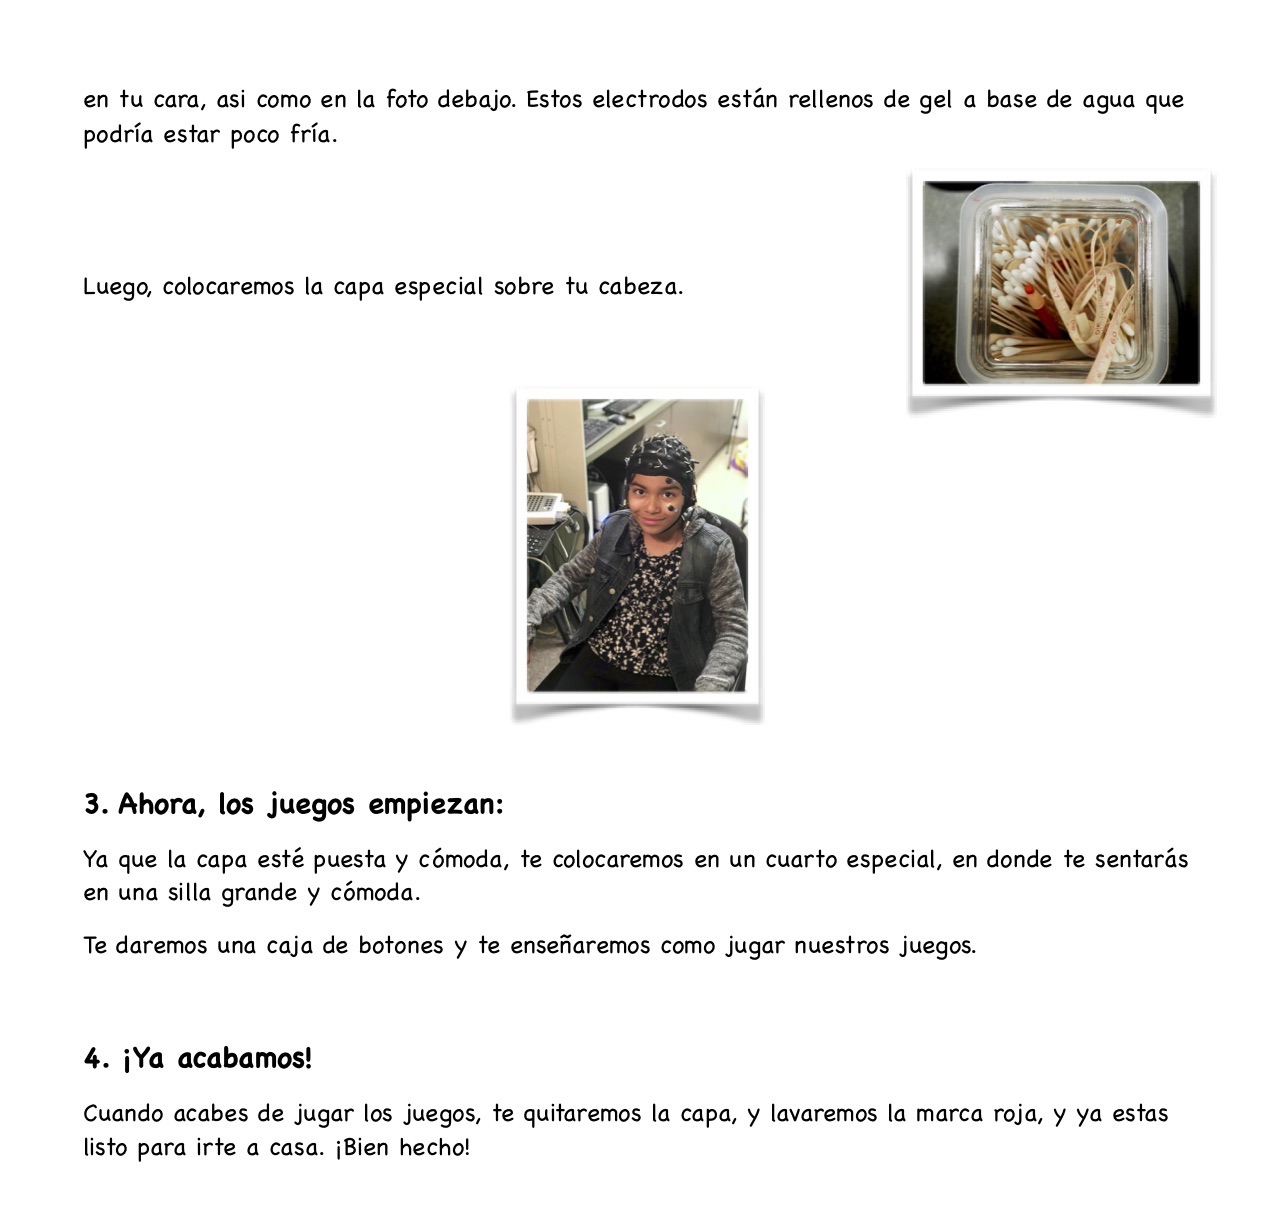 en tu cara, asi como en la foto debajo. Estos electrodos están rellenos de gel a base de agua que
podría estar poco fría.
Luego, colocaremos la capa especial sobre tu cabeza.
3. Ahora, los juegos empiezan:
Ya que la capa esté puesta y cómoda, te colocaremos en un cuarto especial, en donde te sentarás
en una silla grande y cómoda.
Te daremos una caja de botones y te enseñaremos como jugar nuestros juegos.
4. ¡Ya acabamos!
Cuando acabes de jugar los juegos, te quitaremos la capa, y lavaremos la marca roja, y ya estas
listo para irte a casa. ¡Bien hecho!